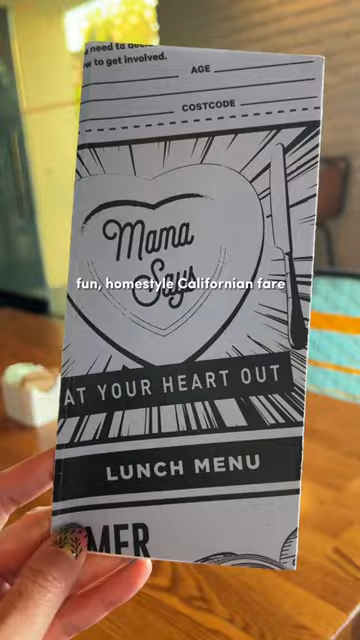 need to
w to get involved.
AGE
COSTCODE
Mama
Says
fun, homestyle Californian fare
AT YOUR HEART OUT
LUNCH MENU
MER